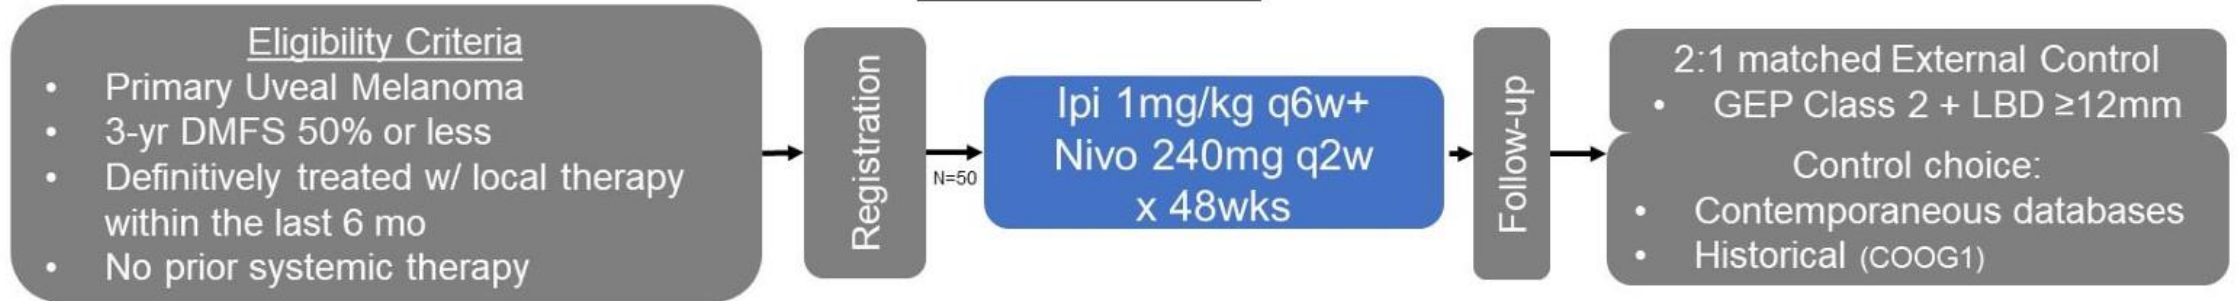 Eligibility Criteria
• Primary Uveal Melanoma
• 3-yr DMFS 50% or less
• Definitively treated w/ local therapy
within the last 6 mo
• No prior systemic therapy
Registration
N=50
Ipi 1mg/kg q6w+
Nivo 240mg q2w
x 48wks
Follow-up
2:1 matched External Control
• GEP Class 2 + LBD ≥12mm
Control choice:
• Contemporaneous databases
• Historical (COOG1)